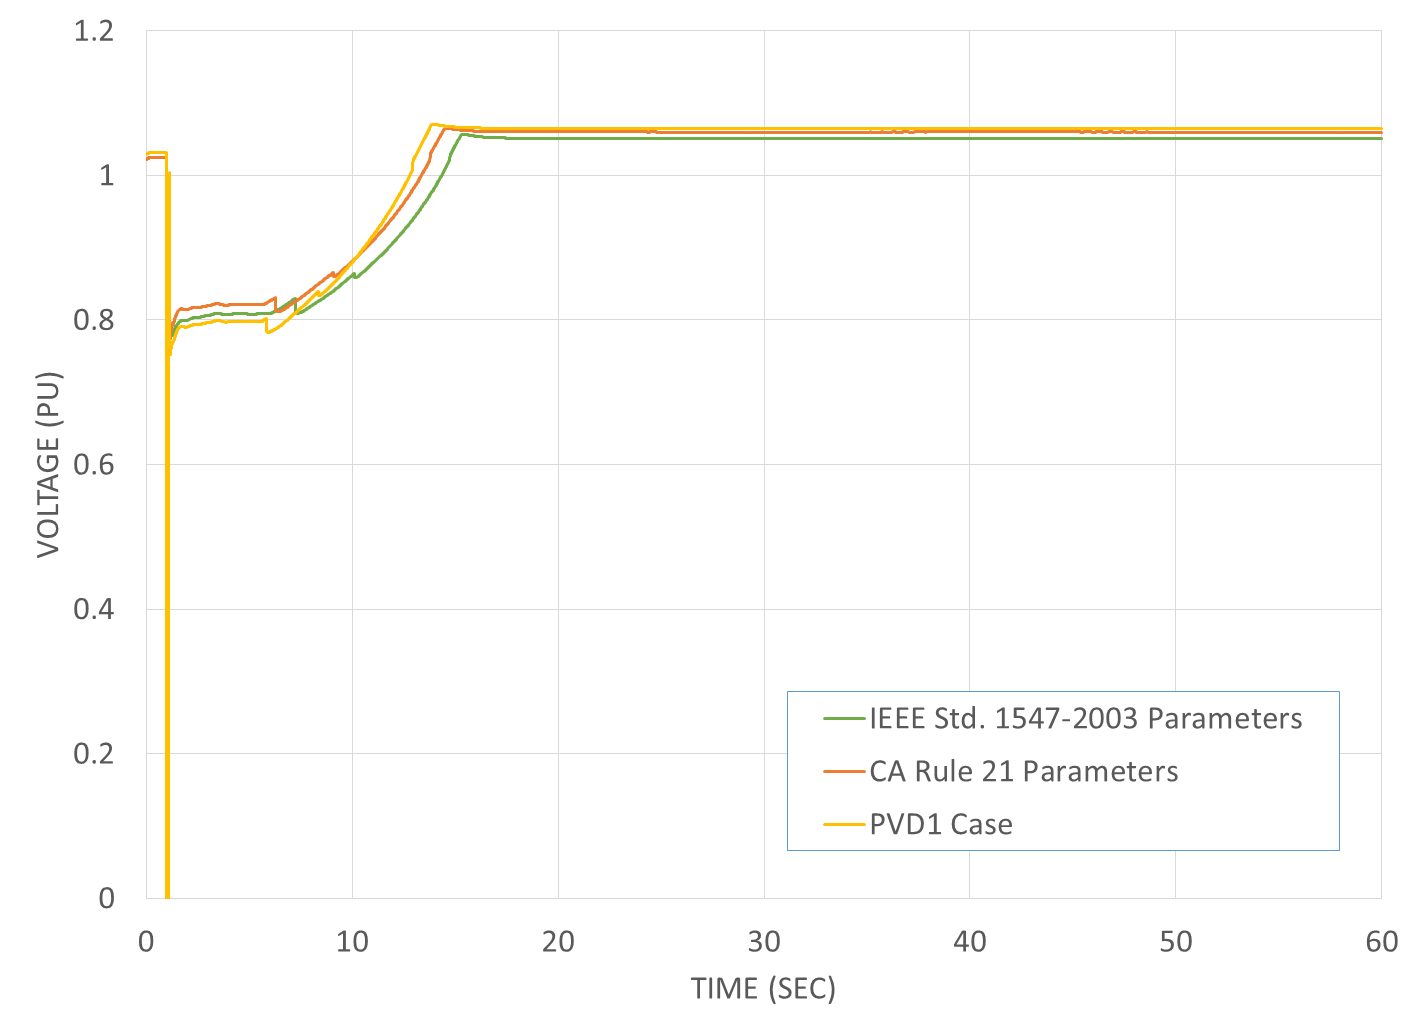 1.2
1
0.8
0.6
0.4
0.2
0
VOLTAGE (PU)
IEEE Std. 1547-2003 Parameters
CA Rule 21 Parameters
PVD1 Case
0 10 20 30 40 50 60
TIME (SEC)